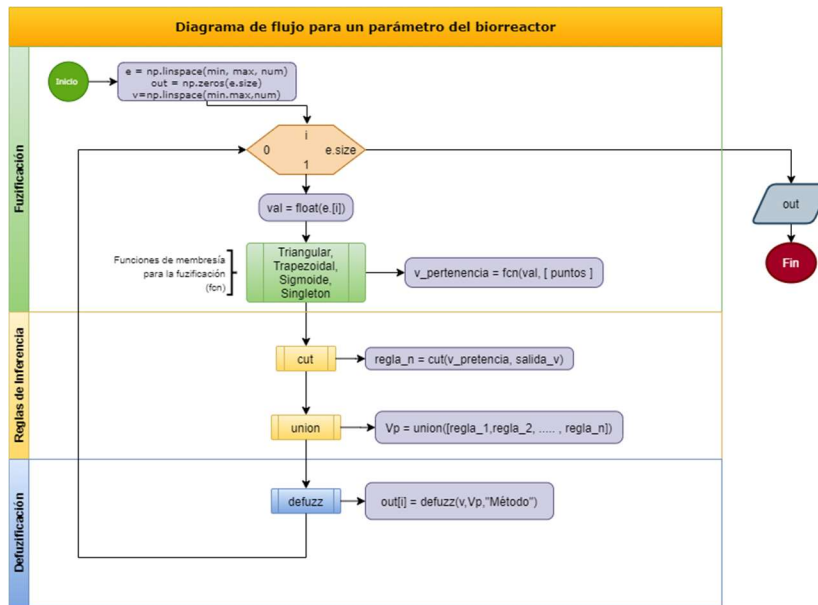 Diagrama de flujo para un parámetro del biorreactor
Fuzificación
Inicio
e = np.linspace(min, max, num)
out = np.zeros(e.size)
v=np.linspace(min.max,num)
i
0
e.size
1
out
val = float(e.[i])
Funciones de membresía
para la fuzificación
(fcn)
Triangular,
Trapezoidal,
Sigmoide,
Singleton
v_pertenencia = fcn(val, [ puntos ]
Fin
Reglas de Inferencia
cut
regla_n = cut(v_pretencia, salida_v)
union
Vp = union([regla_1,regla_2, ..... , regla_n])
Defuzificación
defuzz
out[i] = defuzz(v,Vp,"Método")